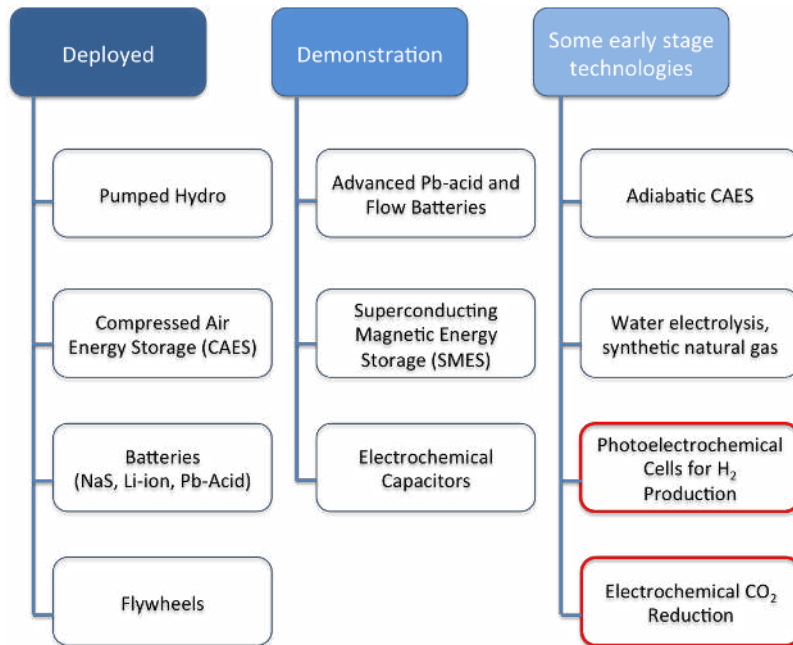 Deployed
Pumped Hydro
Compressed Air
Energy Storage (CAES)
Batteries
(NaS, Li-ion, Pb-Acid)
Flywheels
Demonstration
Advanced Pb-acid and
Flow Batteries
Superconducting
Magnetic Energy
Storage (SMES)
Electrochemical
Capacitors
Some early stage
technologies
Adiabatic CAES
Water electrolysis,
synthetic natural gas
Photoelectrochemical
Cells for H₂
Production
Electrochemical CO₂
Reduction